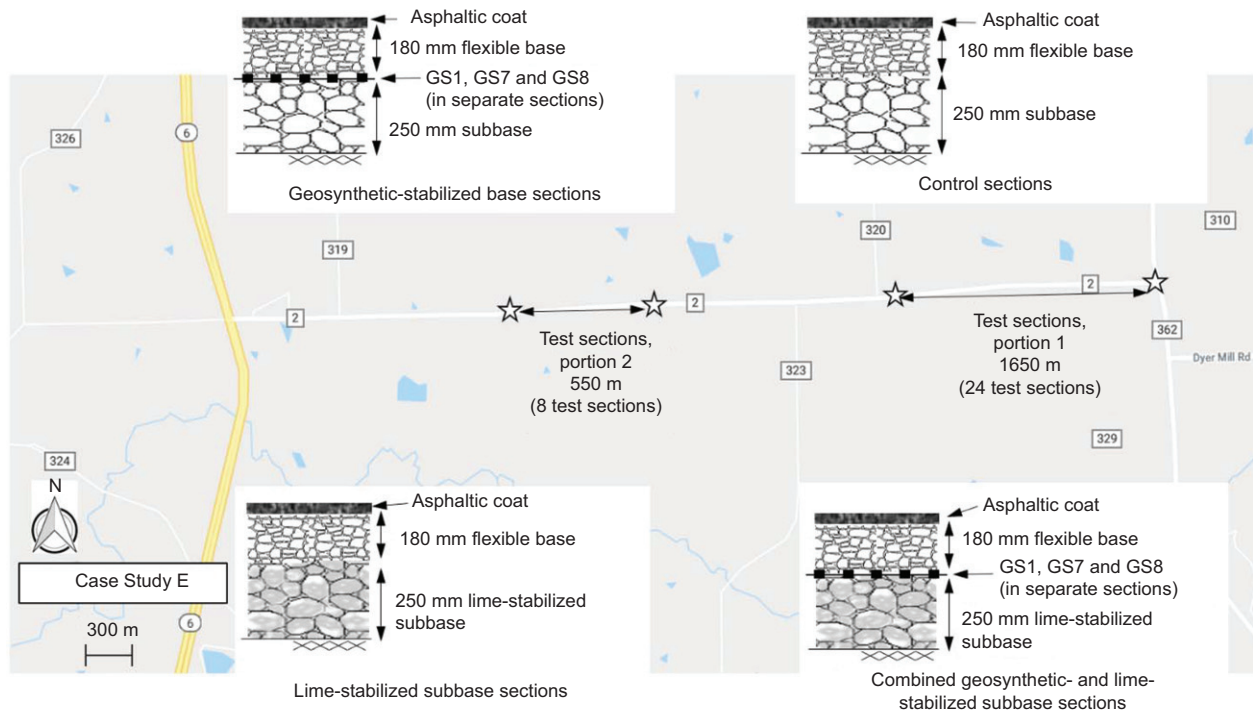 Asphaltic coat
180 mm flexible base
GS1, GS7 and GS8
(in separate sections)
250 mm subbase
Geosynthetic-stabilized base sections
Asphaltic coat
180 mm flexible base
250 mm subbase
Control sections
326
6
319
320
310
2
2
2
362
Test sections,
portion 2
550 m
(8 test sections)
Test sections,
portion 1
1650 m
(24 test sections)
323
Dyer Mill Rd
329
324
N
Case Study E
300 m
6
Asphaltic coat
180 mm flexible base
250 mm lime-stabilized
subbase
Lime-stabilized subbase sections
Asphaltic coat
180 mm flexible base
GS1, GS7 and GS8
(in separate sections)
250 mm lime-stabilized
subbase
Combined geosynthetic- and lime-
stabilized subbase sections